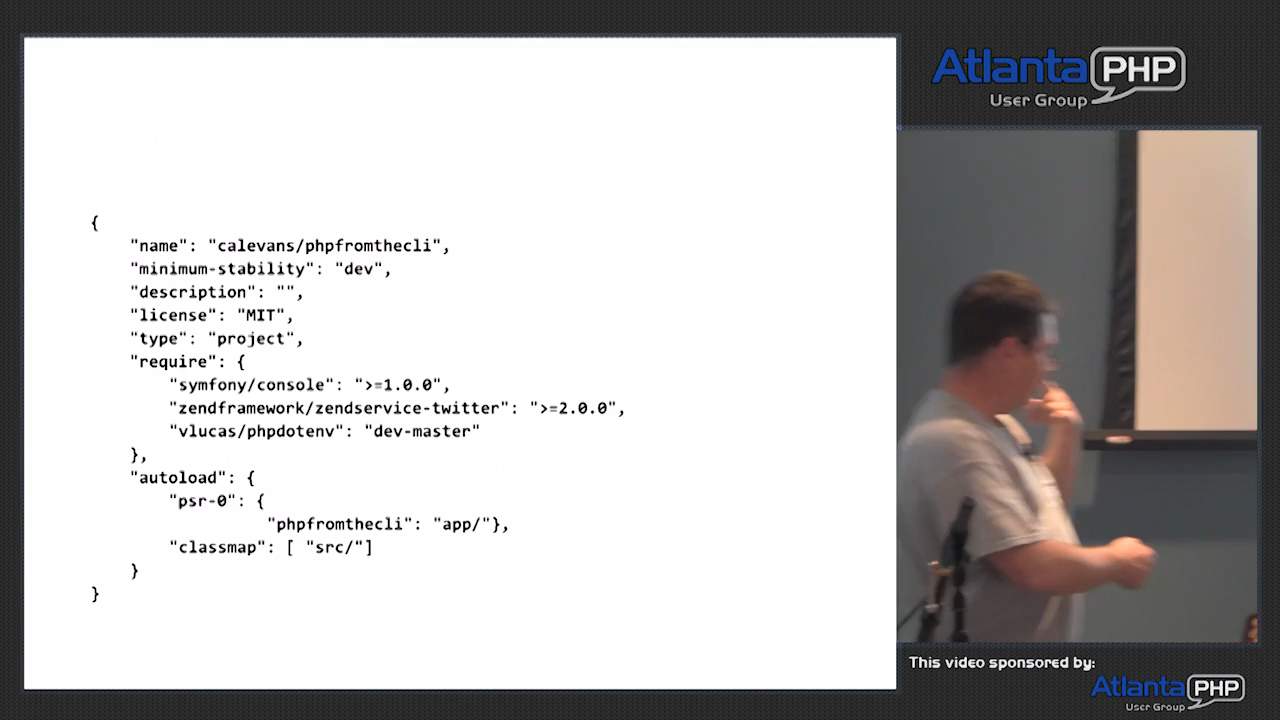 {
"name": "calevans/phpfromthecli",
"minimum-stability": "dev",
"description": "",
"license": "MIT",
"type": "project",
"require": {
"symfony/console": ">=1.0.0",
"zendframework/zendservice-twitter": ">=2.0.0",
"vlucas/phpdotenv": "dev-master"
},
"autoload": {
"psr-0": {
"phpfromthecli": "app/"},
"classmap": [ "src/"]
}
}
Atlanta PHP
User Group
This video sponsored by:
Atlanta PHP
User Group